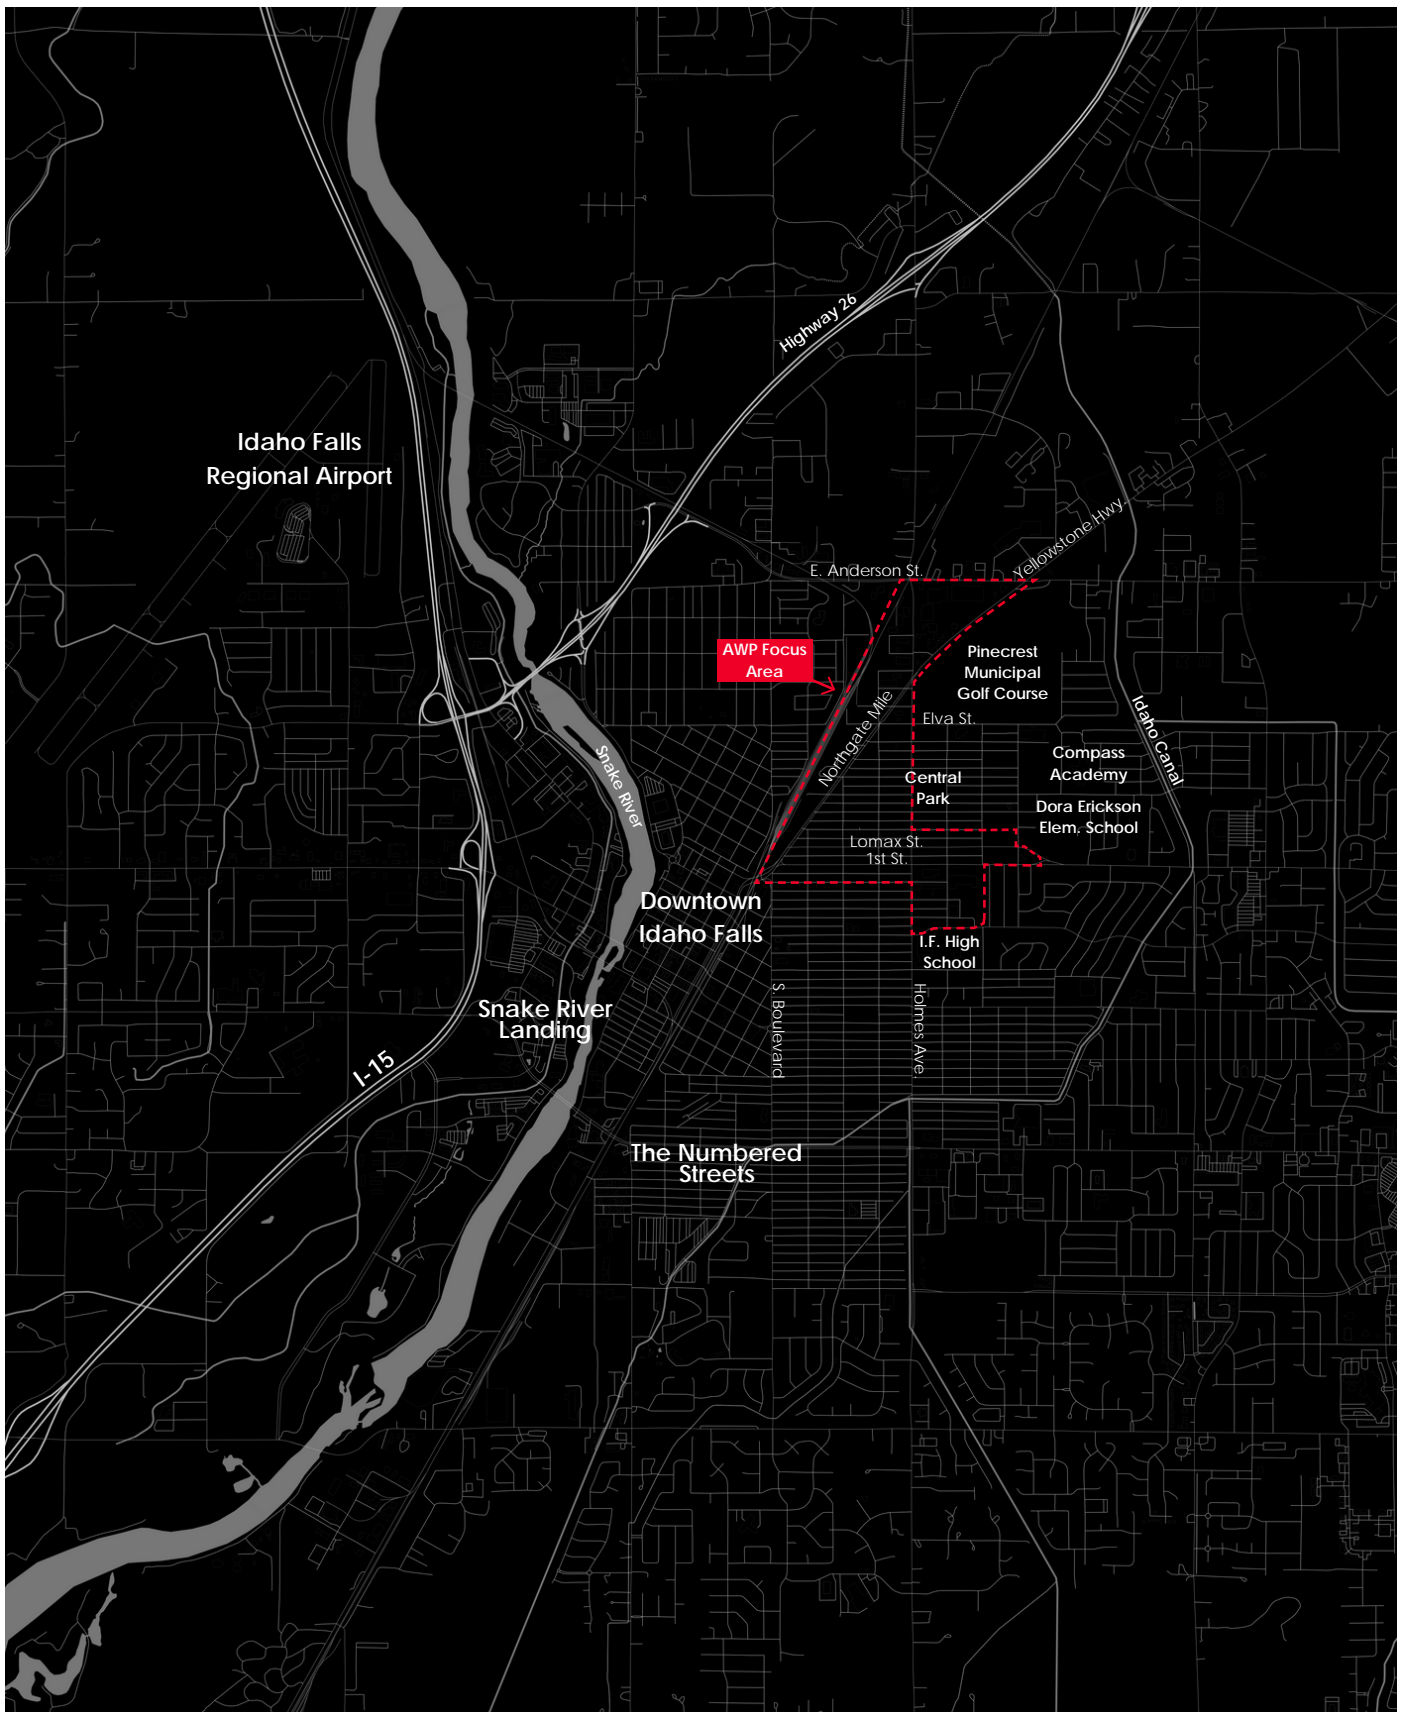 Highway 26
Idaho Falls
Regional Airport
Yellowstone Hwy.
E. Anderson St.
AWP Focus
Area
Pinecrest
Municipal
Golf Course
Northgate Mile
Elva St.
Idaho Canal
Snake River
Compass
Academy
Central
Park
Dora Erickson
Elem. School
Lomax St.
1st St.
Downtown
Idaho Falls
I.F. High
School
S. Boulevard
Holmes Ave.
Snake River
Landing
I-15
The Numbered
Streets